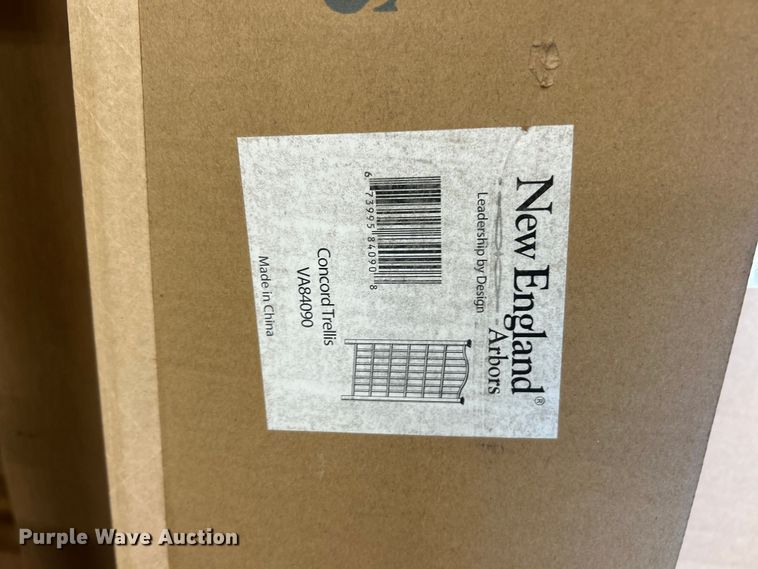 New England®
Arbors
Leadership by Design
6 73995 84090 8
Concord Trellis
VA84090
Made in China
Purple Wave Auction